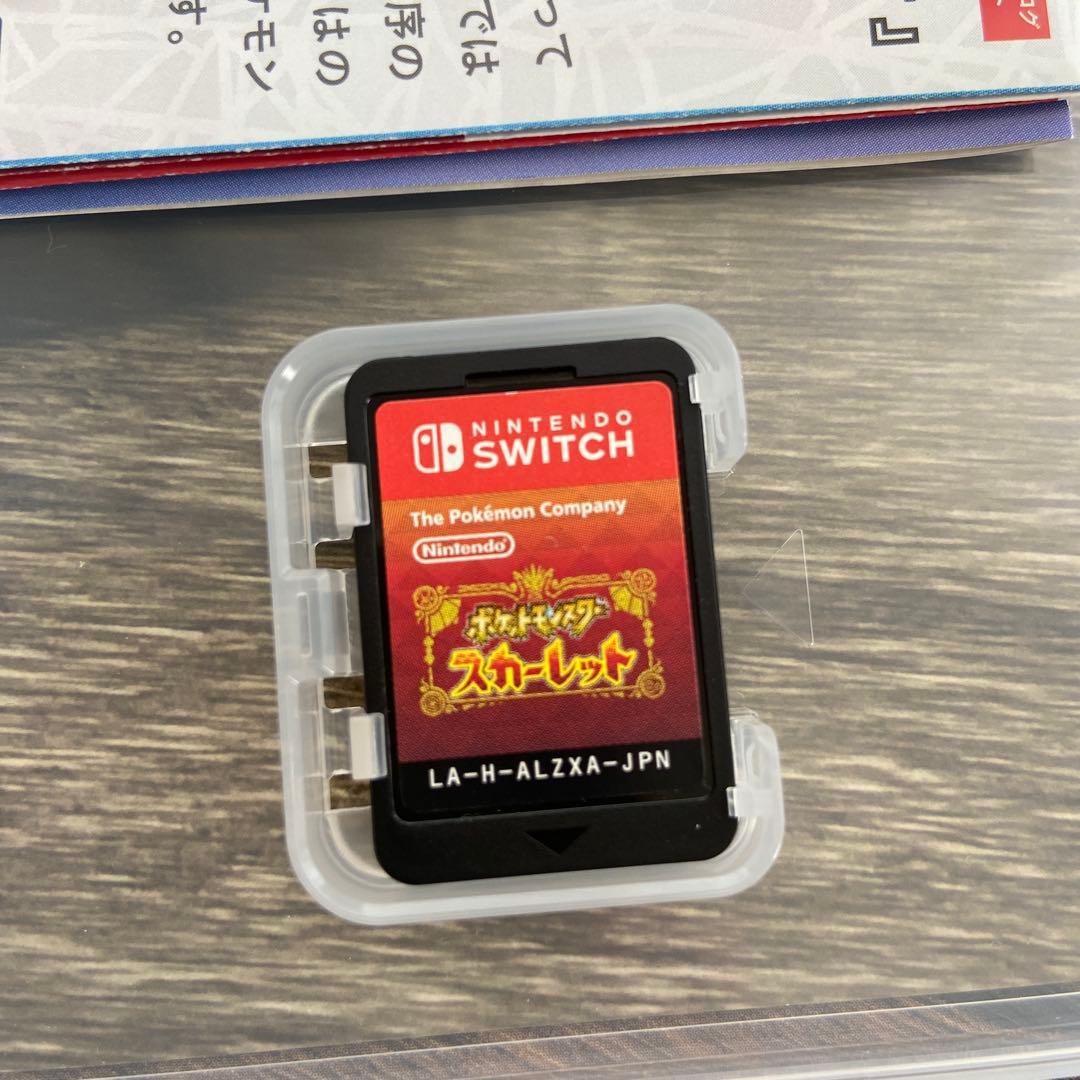 NINTENDO
SWITCH
The Pokémon Company
Nintendo
ポケットモンスター
スカーレット
LA-H-ALZXA-JPN